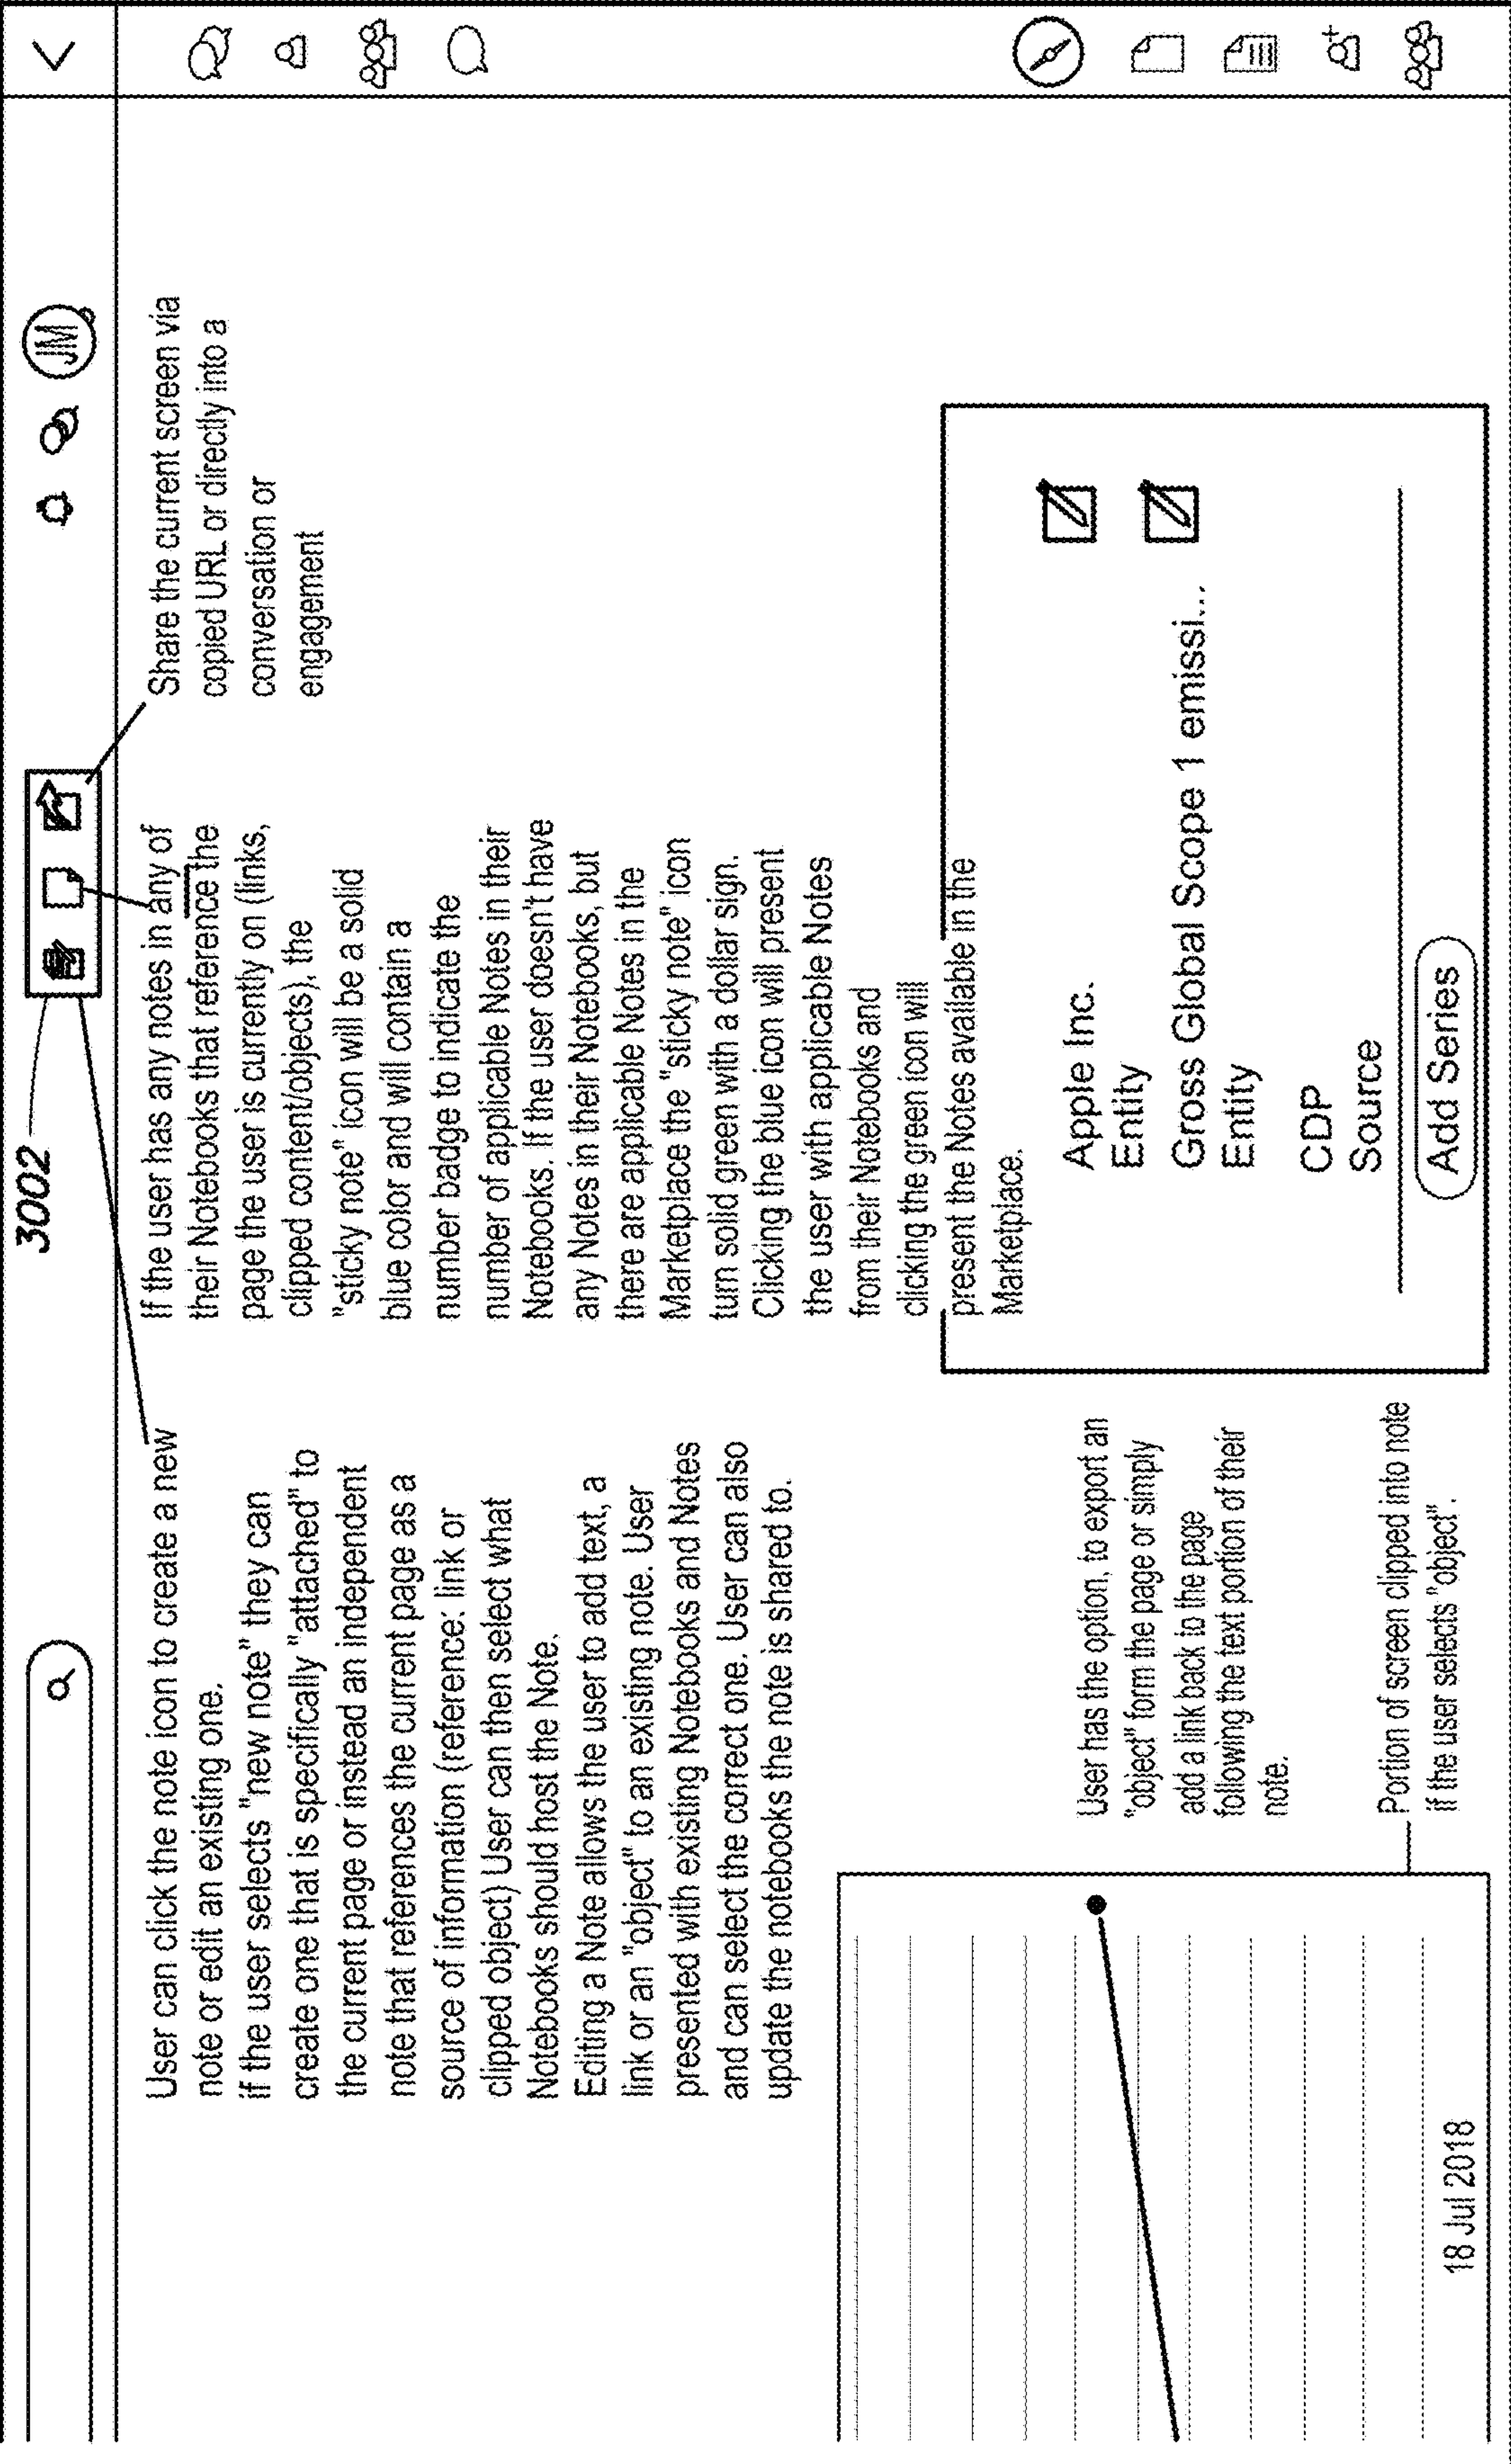 3002
JM
User can click the note icon to create a new
note or edit an existing one.
if the user selects "new note" they can
create one that is specifically "attached" to
the current page or instead an independent
note that references the current page as a
source of information (reference: link or
clipped object) User can then select what
Notebooks should host the Note.
Editing a Note allows the user to add text, a
link or an "object" to an existing note. User
presented with existing Notebooks and Notes
and can select the correct one. User can also
update the notebooks the note is shared to.
If the user has any notes in any of
their Notebooks that reference the
page the user is currently on (links,
clipped content/objects), the
"sticky note" icon will be a solid
blue color and will contain a
number badge to indicate the
number of applicable Notes in their
Notebooks. If the user doesn't have
any Notes in their Notebooks, but
there are applicable Notes in the
Marketplace the "sticky note" icon
turn solid green with a dollar sign.
Clicking the blue icon will present
the user with applicable Notes
from their Notebooks and
clicking the green icon will
present the Notes available in the
Marketplace.
Share the current screen via
copied URL or directly into a
conversation or
engagement
User has the option, to export an
"object" form the page or simply
add a link back to the page
following the text portion of their
note.
Portion of screen clipped into note
if the user selects "object".
18 Jul 2018
Apple Inc.
Entity
Gross Global Scope 1 emissi...
Entity
CDP
Source
Add Series